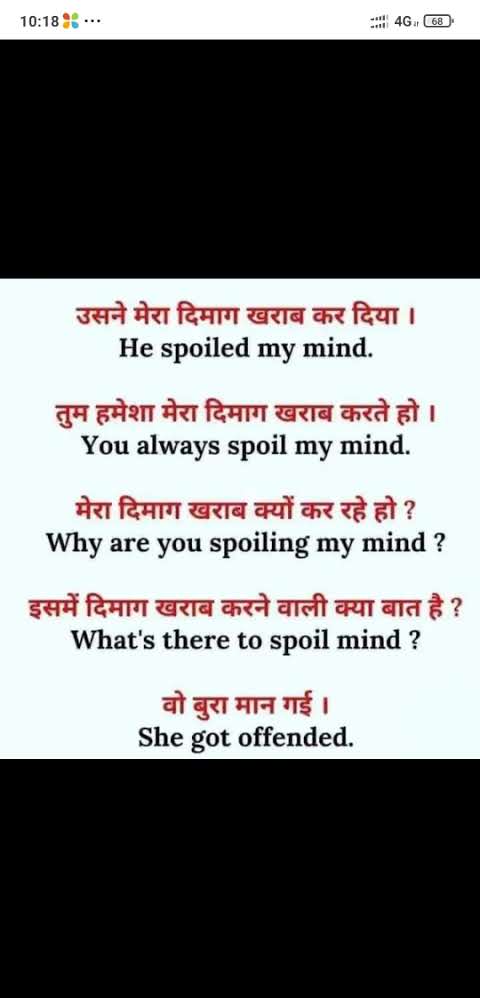 10:18 ...
4G 68
उसने मेरा दिमाग खराब कर दिया ।
He spoiled my mind.
तुम हमेशा मेरा दिमाग खराब करते हो ।
You always spoil my mind.
मेरा दिमाग खराब क्यों कर रहे हो ?
Why are you spoiling my mind ?
इसमें दिमाग खराब करने वाली क्या बात है ?
What's there to spoil mind ?
वो बुरा मान गई ।
She got offended.